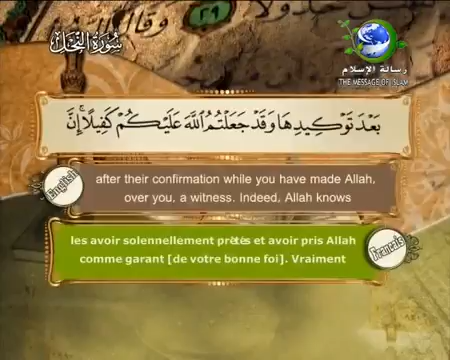 سُورَةُ النَّحْل
رسالة الإسلام
THE MESSAGE OF ISLAM
بَعْدَ تَوْكِيدِهَا وَقَدْ جَعَلْتُمُ اللَّهَ عَلَيْكُمْ كَفِيلًا ۚ إِنَّ
English
after their confirmation while you have made Allah,
over you, a witness. Indeed, Allah knows
Francais
les avoir solennellement prêtés et avoir pris Allah
comme garant [de votre bonne foi]. Vraiment